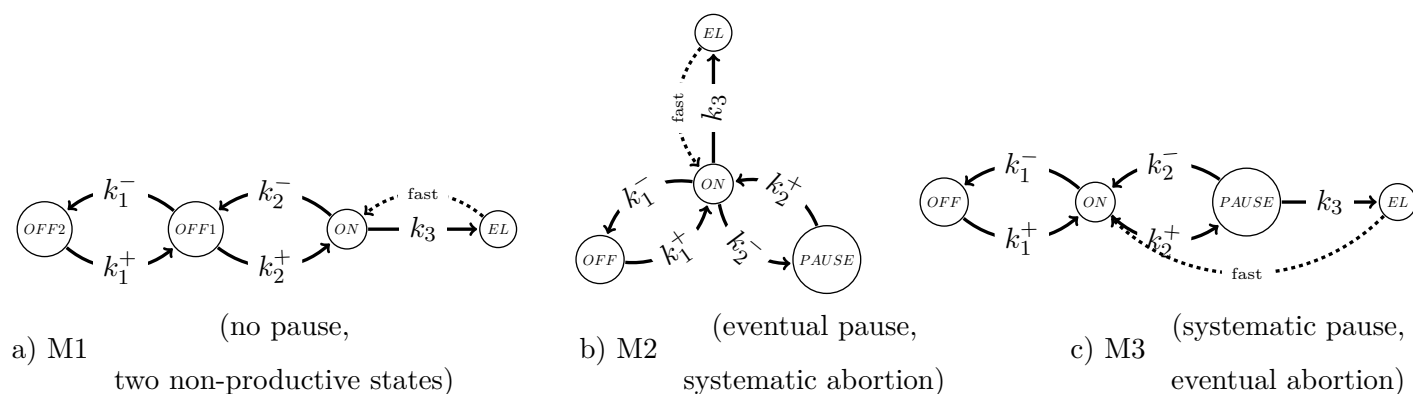 OFF2 k₁⁻ k₁⁺ OFF1 k₂⁻ k₂⁺ ON fast k₃ EL
a) M1 (no pause,
two non-productive states)
EL fast k₃ ON k₁⁻ k₁⁺ k₂⁺ k₂⁻ OFF PAUSE
b) M2 (eventual pause,
systematic abortion)
OFF k₁⁻ k₁⁺ ON k₂⁻ k₂⁺ PAUSE k₃ EL fast
c) M3 (systematic pause,
eventual abortion)